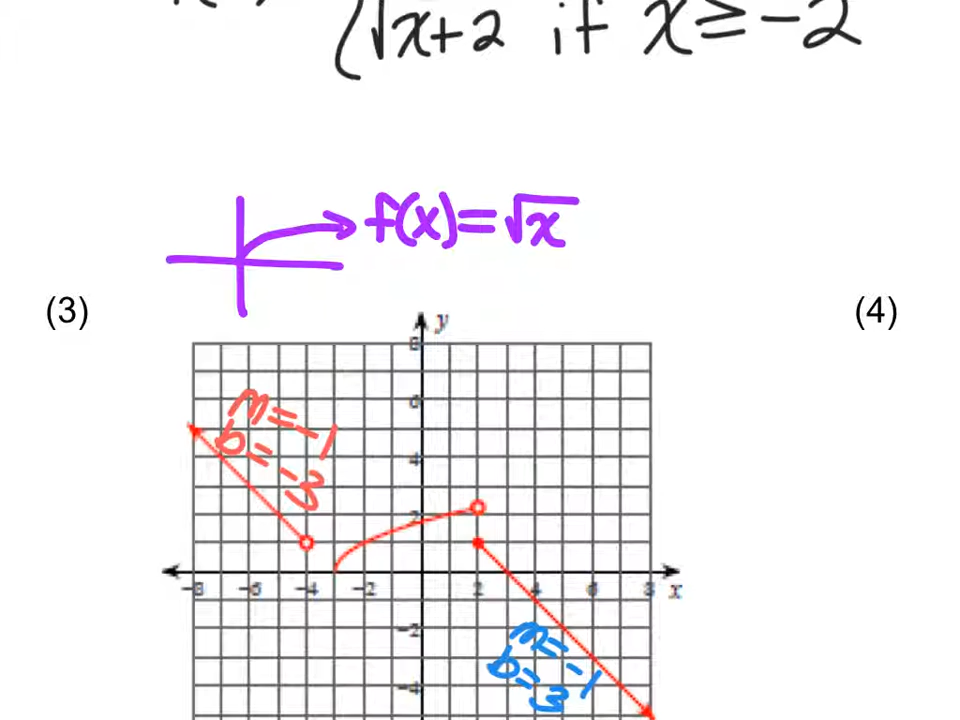 √x+2 if x ≥ -2
f(x)=√x
(3)
(4)
y
8
6
4
2
m=-1
b=-3
-8 -6 -4 -2 2 4 6 8 x
-2
-4
m=-1
b=3